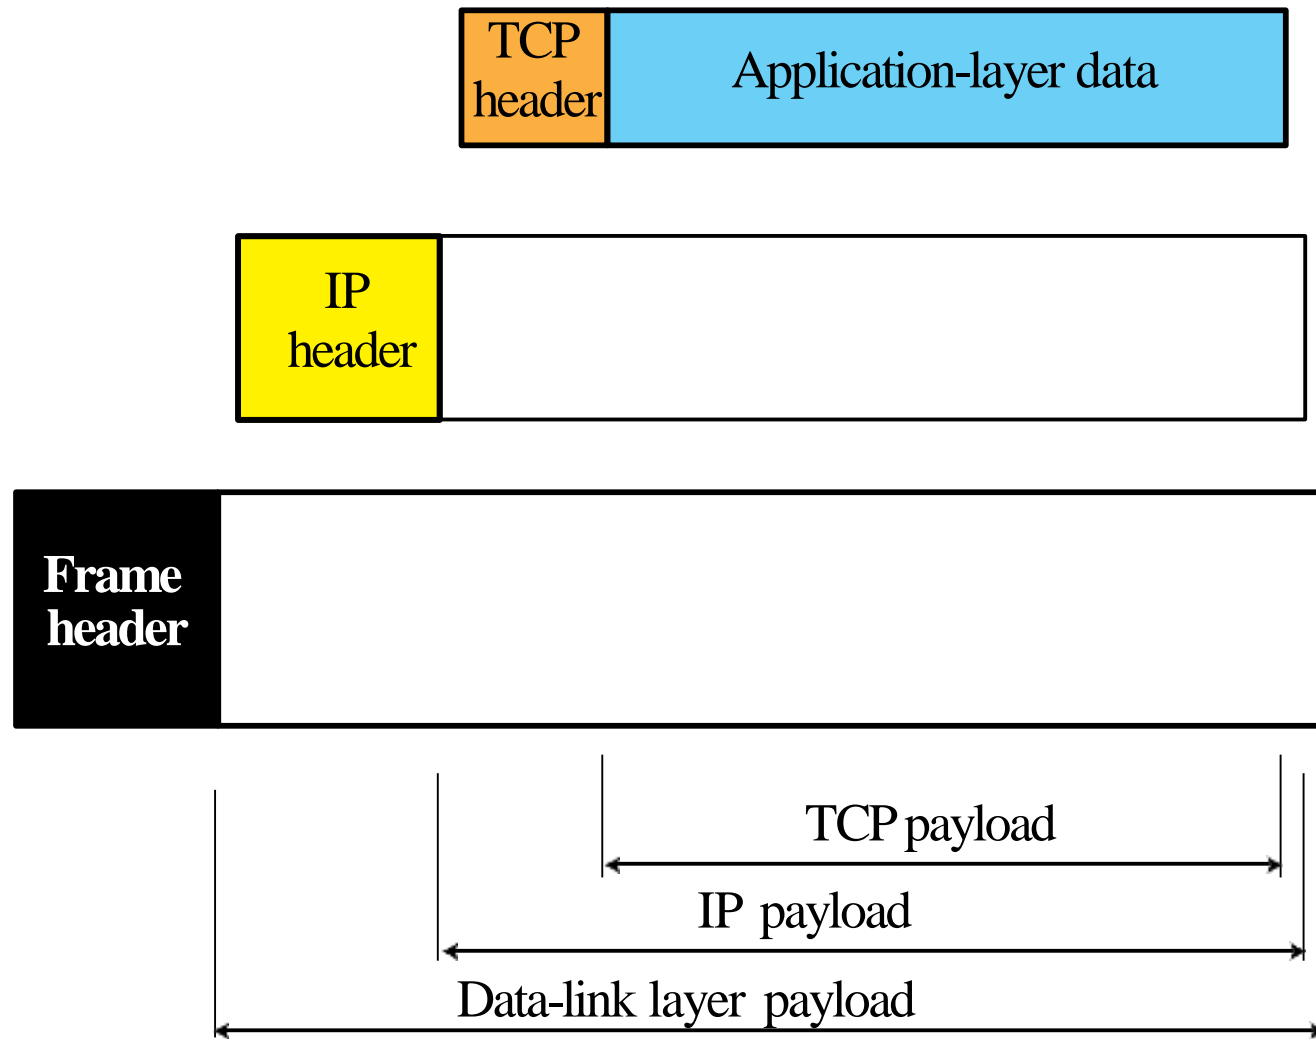 TCP
header
Application-layer data
IP
header
Frame
header
TCP payload
IP payload
Data-link layer payload